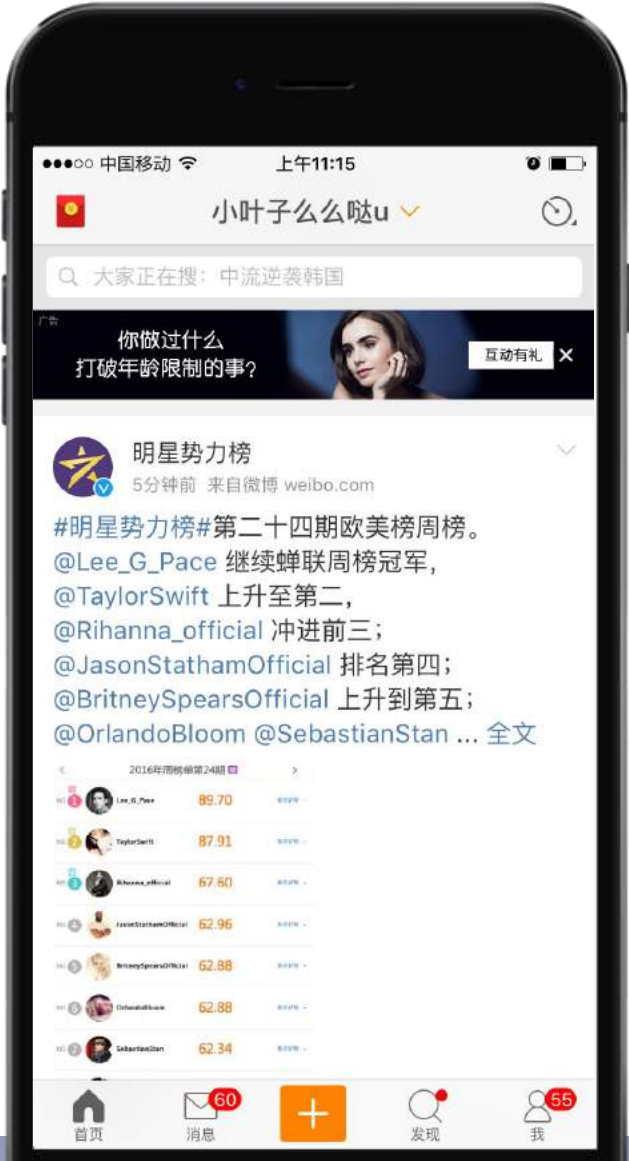 中国移动 上午11:15
小叶子么么哒u
大家正在搜：中流逆袭韩国
广告
你做过什么
打破年龄限制的事?
互动有礼
明星势力榜
5分钟前 来自微博 weibo.com
#明星势力榜#第二十四期欧美榜周榜。
@Lee_G_Pace 继续蝉联周榜冠军，
@TaylorSwift 上升至第二，
@Rihanna_official 冲进前三；
@JasonStathamOfficial 排名第四；
@BritneySpearsOfficial 上升到第五；
@OrlandoBloom @SebastianStan ... 全文
2016年周榜单第24期
1 Lee_G_Pace 89.70
2 TaylorSwift 87.91
3 Rihanna_official 67.60
4 JasonStathamOfficial 62.96
5 BritneySpearsOfficial 62.88
6 OrlandoBloom 62.88
7 SebastianStan 62.34
60 55
首页 消息 发现 我